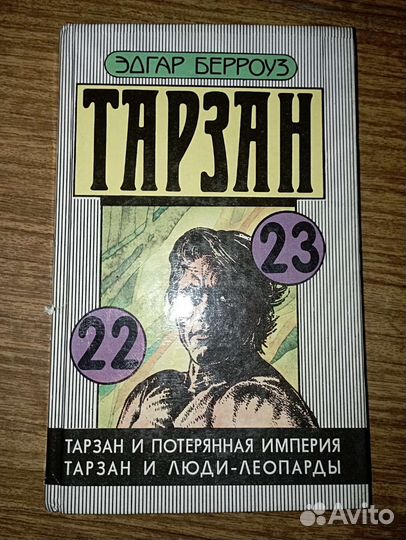 ЭДГАР БЕРРОУЗ
ТАРЗАН
23
22
ТАРЗАН И ПОТЕРЯННАЯ ИМПЕРИЯ
ТАРЗАН И ЛЮДИ-ЛЕОПАРДЫ
Avito